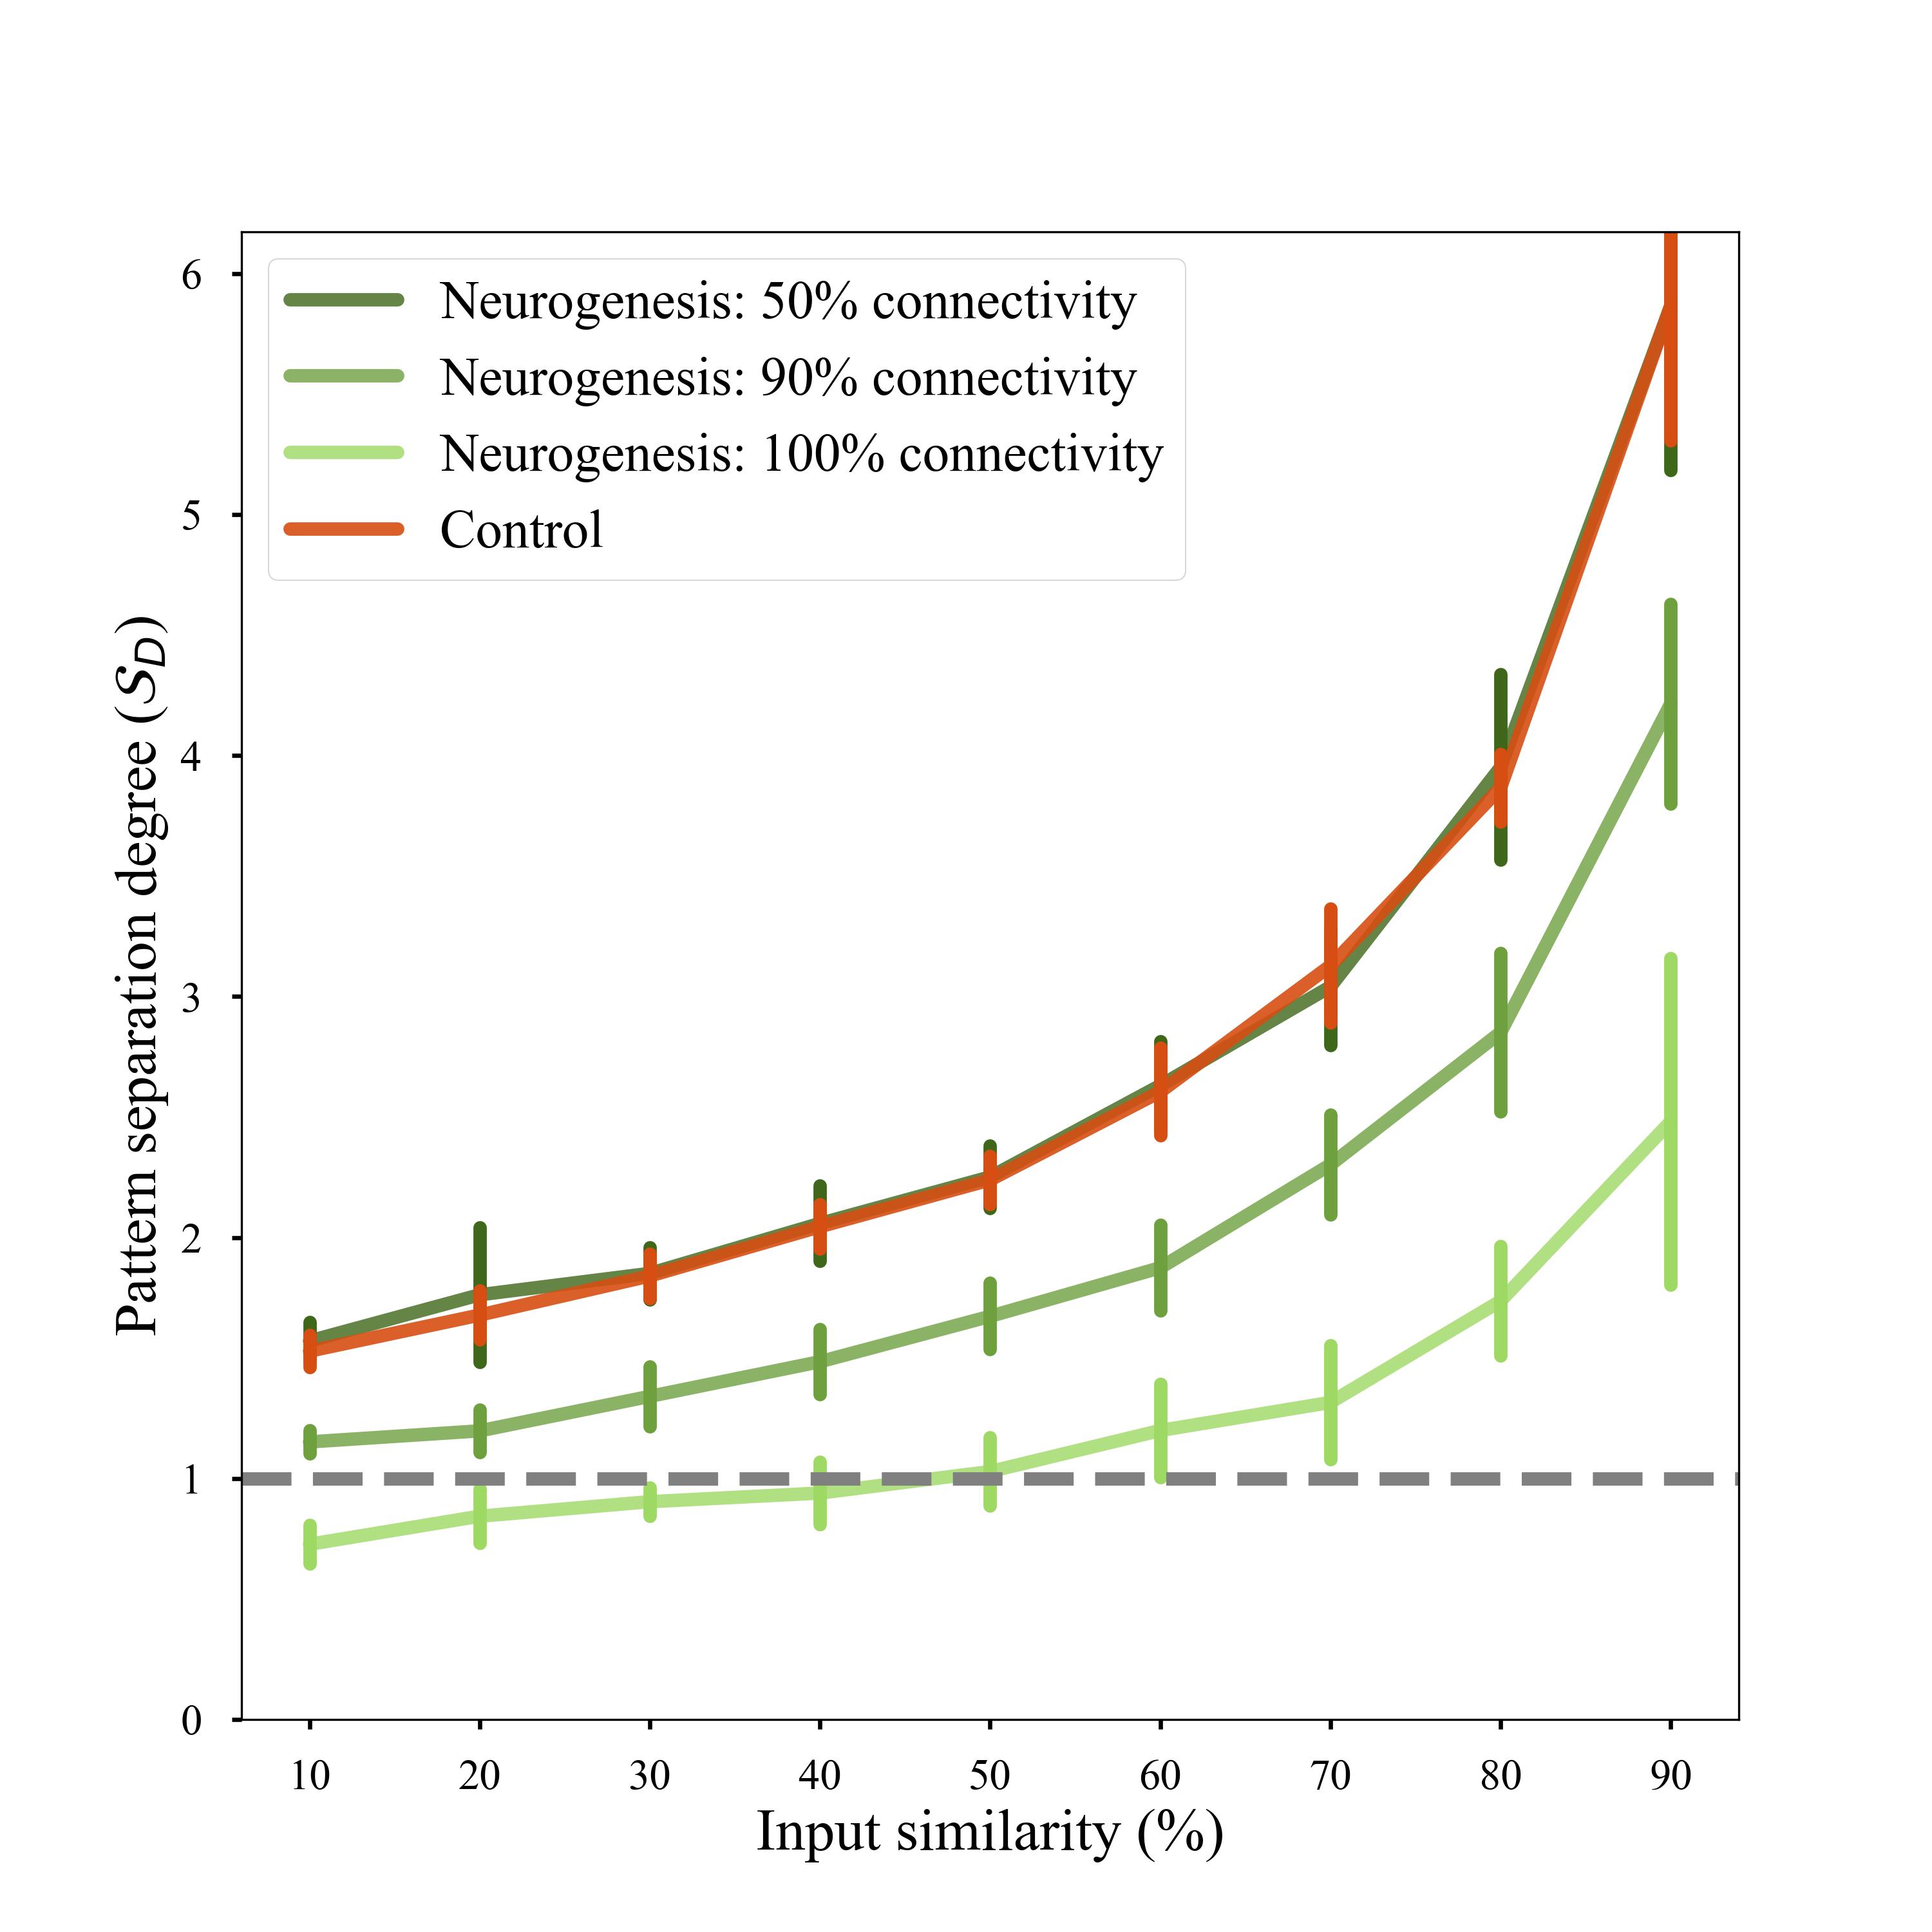 Neurogenesis: 50% connectivity
Neurogenesis: 90% connectivity
Neurogenesis: 100% connectivity
Control
Pattern separation degree (𝒮_D)
6
5
4
3
2
1
0
10 20 30 40 50 60 70 80 90
Input similarity (%)